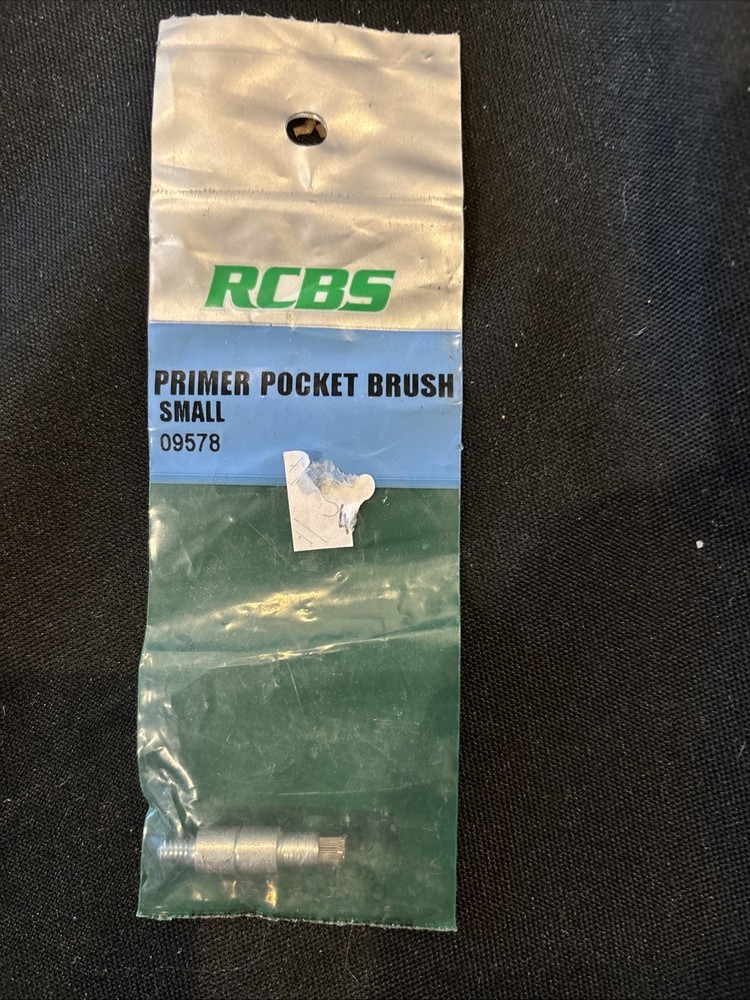 RCBS
PRIMER POCKET BRUSH
SMALL
09578